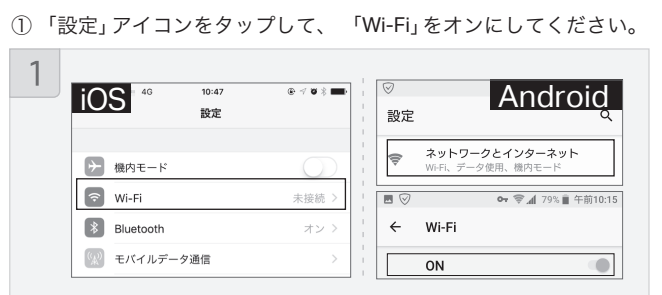 ① 「設定」アイコンをタップして、 「Wi-Fi」をオンにしてください。
1
iOS
4G 10:47
設定
機内モード
Wi-Fi 未接続 >
Bluetooth オン >
モバイルデータ通信 >
Android
設定
ネットワークとインターネット
Wi-Fi、データ使用、機内モード
79% 午前10:15
← Wi-Fi
ON